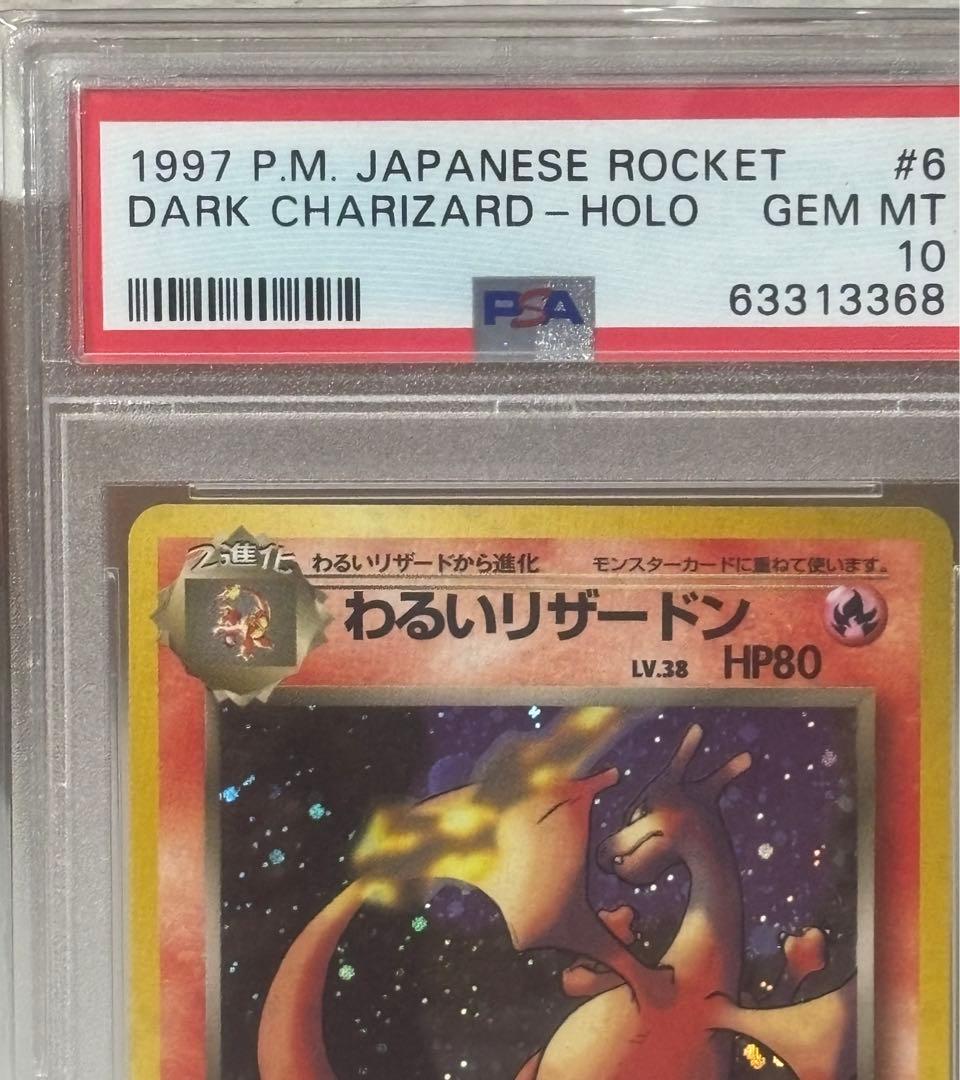 1997 P.M. JAPANESE ROCKET #6
DARK CHARIZARD – HOLO GEM MT
10
PSA 63313368
2進化 わるいリザードから進化 モンスターカードに重ねて使います。
わるいリザードン
LV.38 HP80